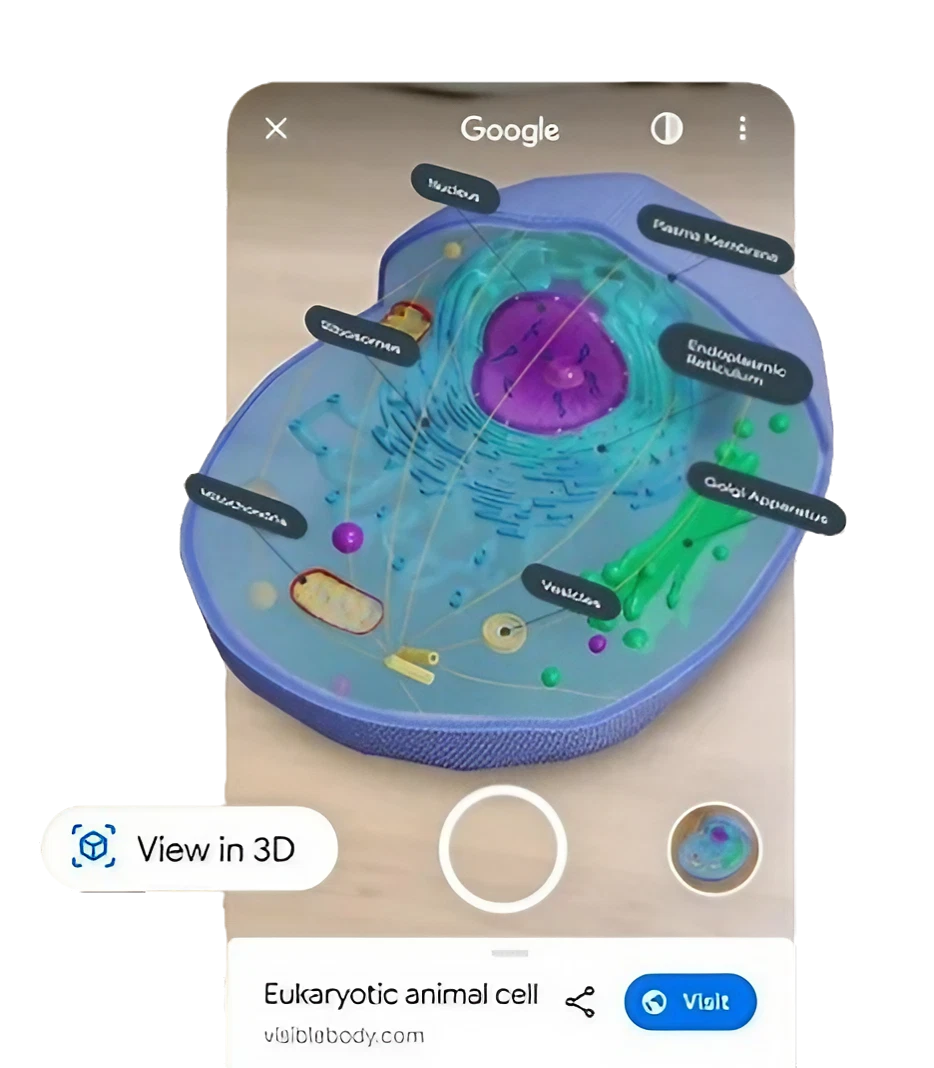 Google
Nucleus
Plasma Membrane
Ribosomes
Endoplasmic
Reticulum
Golgi Apparatus
Vesicles
View in 3D
Eukaryotic animal cell
Visit
visiblebody.com